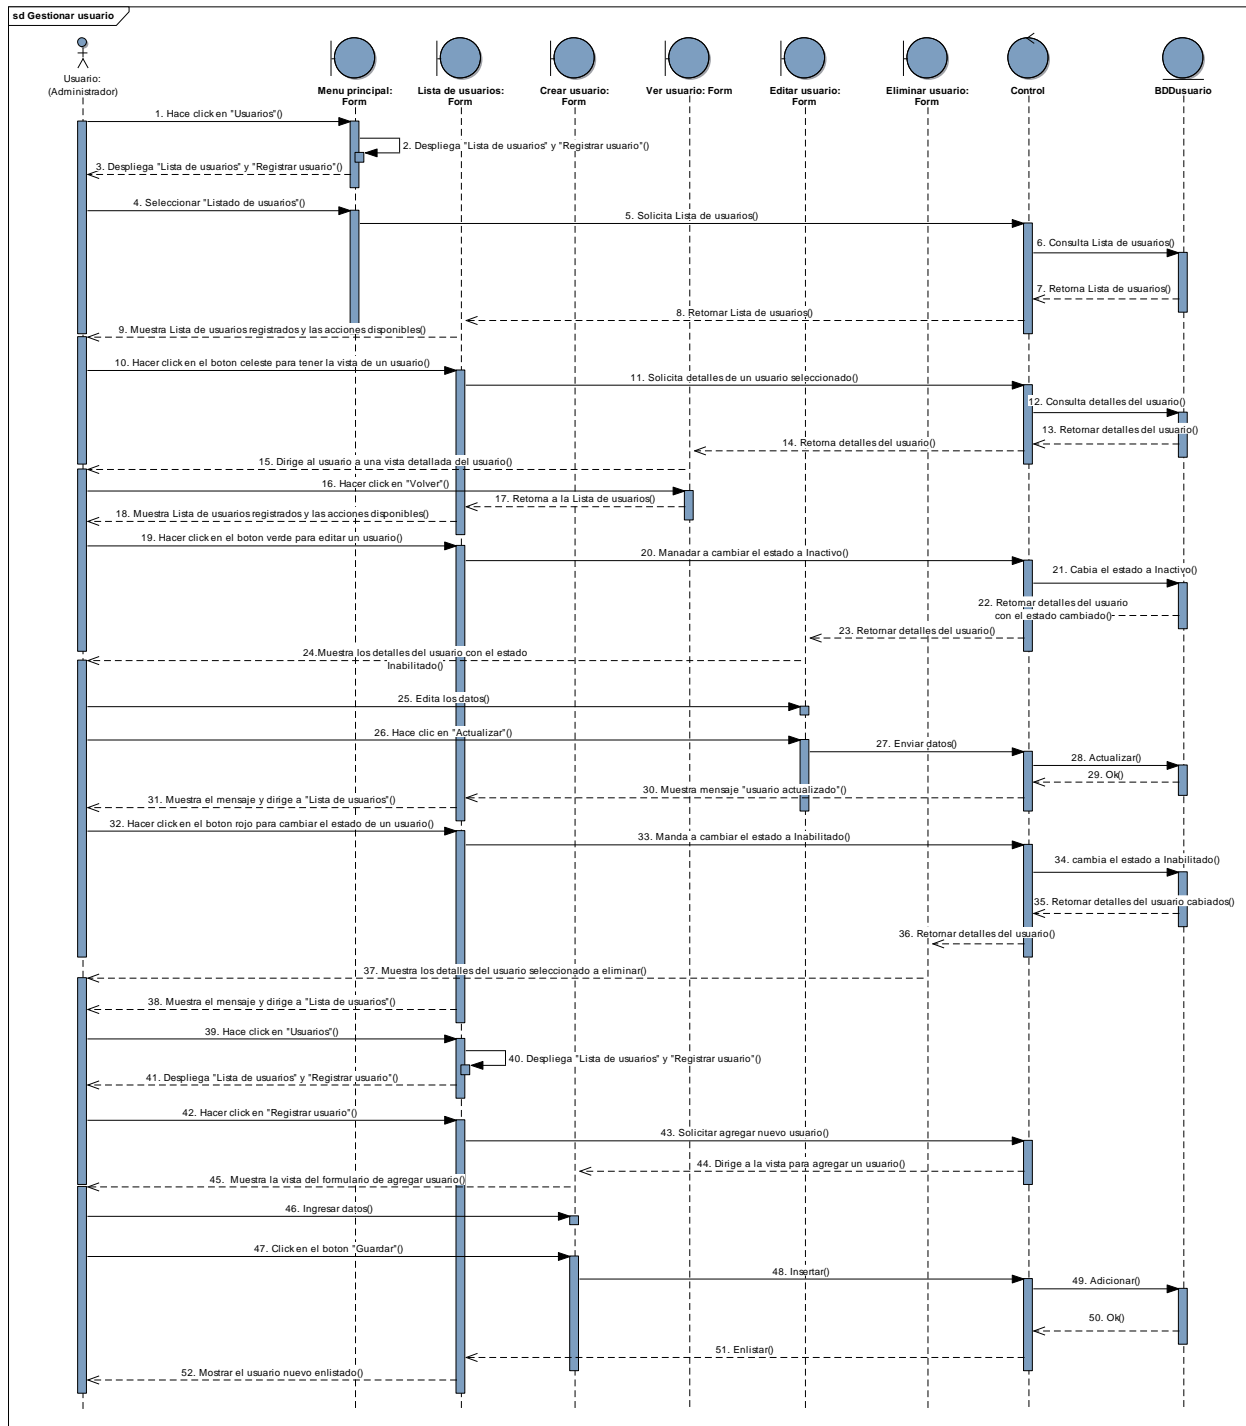 sd Gestionar usuario
Usuario:
(Administrador)
Menu principal:
Form
Lista de usuarios:
Form
Crear usuario:
Form
Ver usuario: Form
Editar usuario:
Form
Eliminar usuario:
Form
Control
BDDusuario
1. Hace click en "Usuarios"()
2. Despliega "Lista de usuarios" y "Registrar usuario"()
3. Despliega "Lista de usuarios" y "Registrar usuario"()
4. Seleccionar "Listado de usuarios"()
5. Solicita Lista de usuarios()
6. Consulta Lista de usuarios()
7. Retorna Lista de usuarios()
8. Retornar Lista de usuarios()
9. Muestra Lista de usuarios registrados y las acciones disponibles()
10. Hacer click en el boton celeste para tener la vista de un usuario()
11. Solicita detalles de un usuario seleccionado()
12. Consulta detalles del usuario()
13. Retornar detalles del usuario()
14. Retorna detalles del usuario()
15. Dirige al usuario a una vista detallada del usuario()
16. Hacer click en "Volver"()
17. Retorna a la Lista de usuarios()
18. Muestra Lista de usuarios registrados y las acciones disponibles()
19. Hacer click en el boton verde para editar un usuario()
20. Manadar a cambiar el estado a Inactivo()
21. Cabia el estado a Inactivo()
22. Retornar detalles del usuario
con el estado cambiado()
23. Retornar detalles del usuario()
24.Muestra los detalles del usuario con el estado
Inabilitado()
25. Edita los datos()
26. Hace clic en "Actualizar"()
27. Enviar datos()
28. Actualizar()
29. Ok()
30. Muestra mensaje "usuario actualizado"()
31. Muestra el mensaje y dirige a "Lista de usuarios"()
32. Hacer click en el boton rojo para cambiar el estado de un usuario()
33. Manda a cambiar el estado a Inabilitado()
34. cambia el estado a Inabilitado()
35. Retornar detalles del usuario cabiados()
36. Retornar detalles del usuario()
37. Muestra los detalles del usuario seleccionado a eliminar()
38. Muestra el mensaje y dirige a "Lista de usuarios"()
39. Hace click en "Usuarios"()
40. Despliega "Lista de usuarios" y "Registrar usuario"()
41. Despliega "Lista de usuarios" y "Registrar usuario"()
42. Hacer click en "Registrar usuario"()
43. Solicitar agregar nuevo usuario()
44. Dirige a la vista para agregar un usuario()
45. Muestra la vista del formulario de agregar usuario()
46. Ingresar datos()
47. Click en el boton "Guardar"()
48. Insertar()
49. Adicionar()
50. Ok()
51. Enlistar()
52. Mostrar el usuario nuevo enlistado()